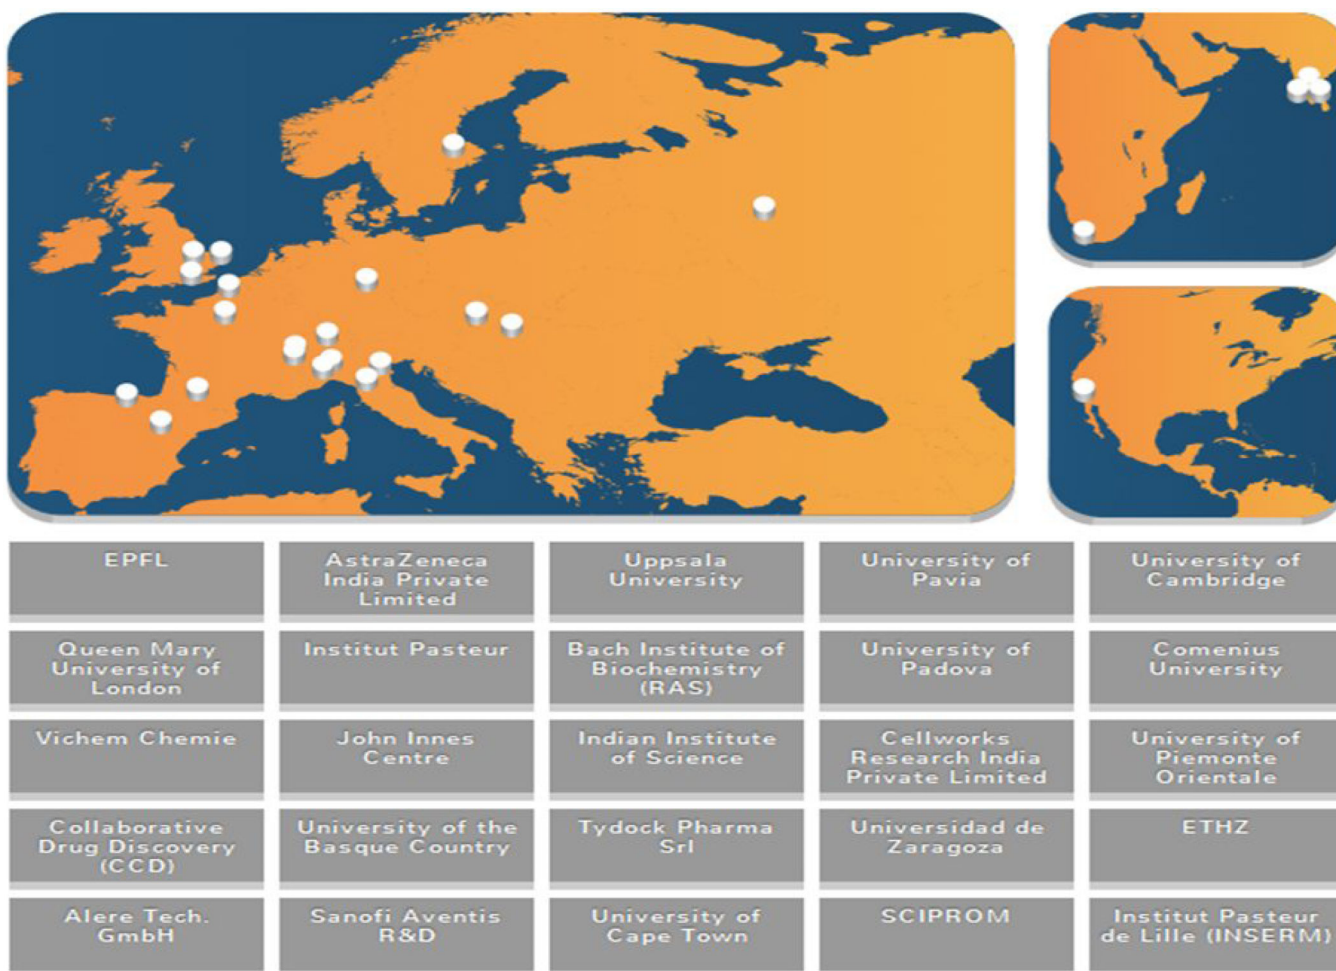 EPFL
AstraZeneca
India Private
Limited
Uppsala
University
University of
Pavia
University of
Cambridge
Queen Mary
University of
London
Institut Pasteur
Bach Institute of
Biochemistry
(RAS)
University of
Padova
Comenius
University
Vichem Chemie
John Innes
Centre
Indian Institute
of Science
Cellworks
Research India
Private Limited
University of
Piemonte
Orientale
Collaborative
Drug Discovery
(CCD)
University of the
Basque Country
Tydock Pharma
Srl
Universidad de
Zaragoza
ETHZ
Alere Tech.
GmbH
Sanofi Aventis
R&D
University of
Cape Town
SCIPROM
Institut Pasteur
de Lille (INSERM)